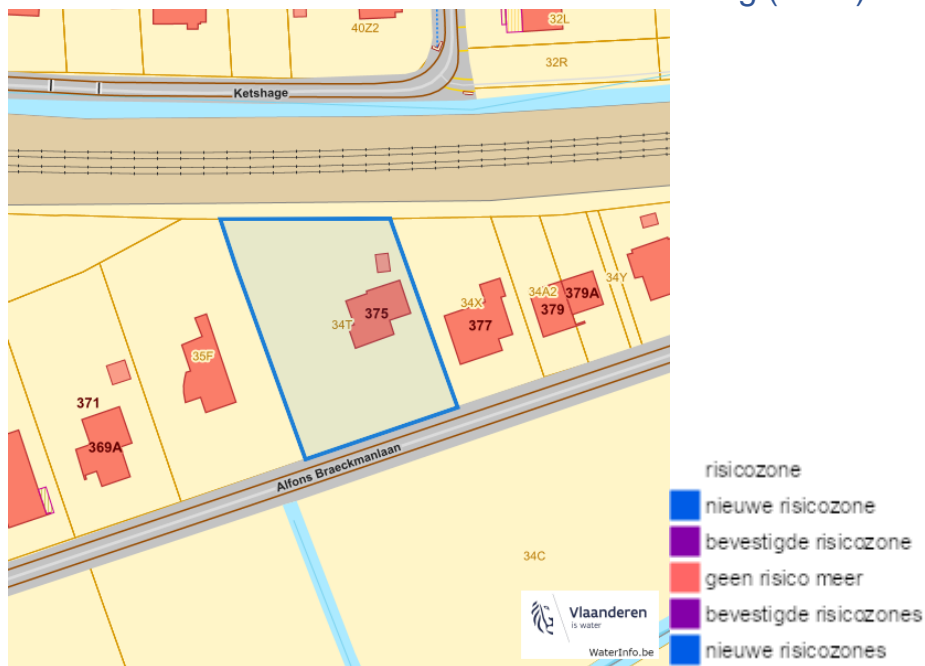 32L
40Z2
32R
Ketshage
34Y
34A2
379A
34X
379
375
34T
377
35F
371
369A
Alfons Braeckmanlaan
risicozone
nieuwe risicozone
bevestigde risicozone
34C
geen risico meer
Vlaanderen
is water
bevestigde risicozones
WaterInfo.be
nieuwe risicozones